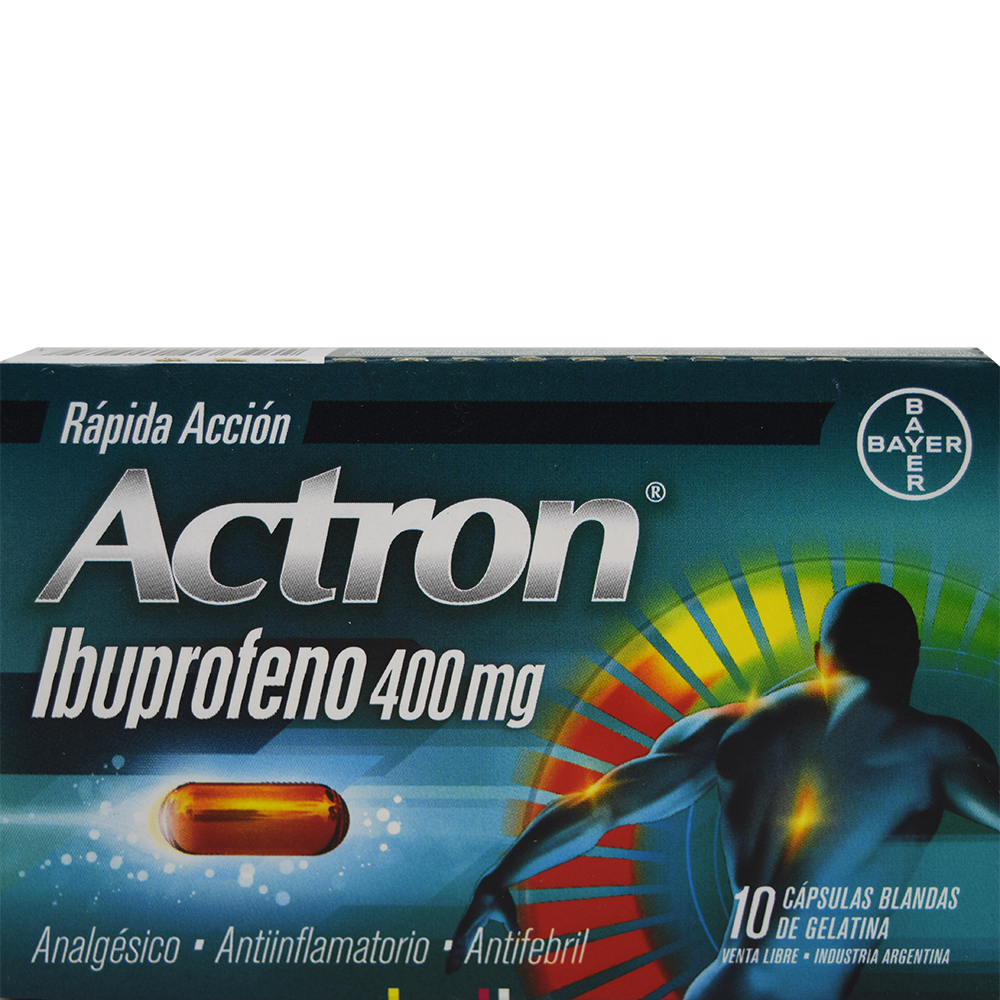 Rápida Acción
BAYER
BAYER
Actron®
Ibuprofeno 400 mg
10 CÁPSULAS BLANDAS
DE GELATINA
Analgésico • Antiinflamatorio • Antifebril
VENTA LIBRE • INDUSTRIA ARGENTINA